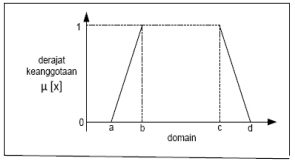 1
derajat
keanggotaan
μ [x]
0
a
b
c
d
domain